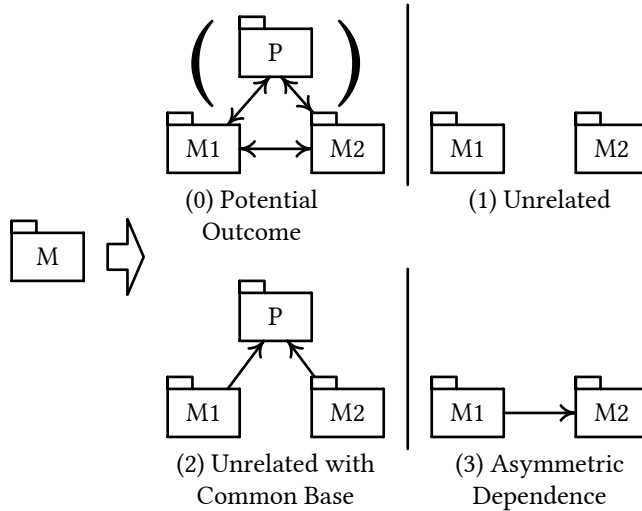 P
M1
M2
(0) Potential
Outcome
M1
M2
(1) Unrelated
M
P
M1
M2
(2) Unrelated with
Common Base
M1
M2
(3) Asymmetric
Dependence